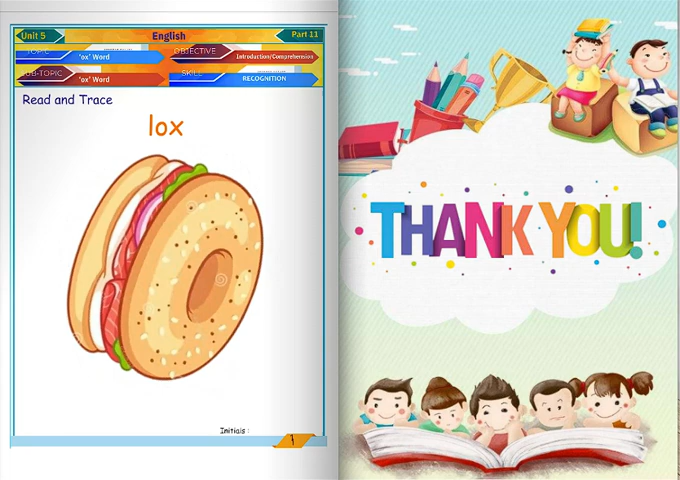 Unit 5
English
Part 11
TOPIC
'ox' Word
OBJECTIVE
Introduction/Comprehension
SUB-TOPIC
'ox' Word
SKILL
RECOGNITION
Read and Trace
lox
Initials :
1
THANK YOU!